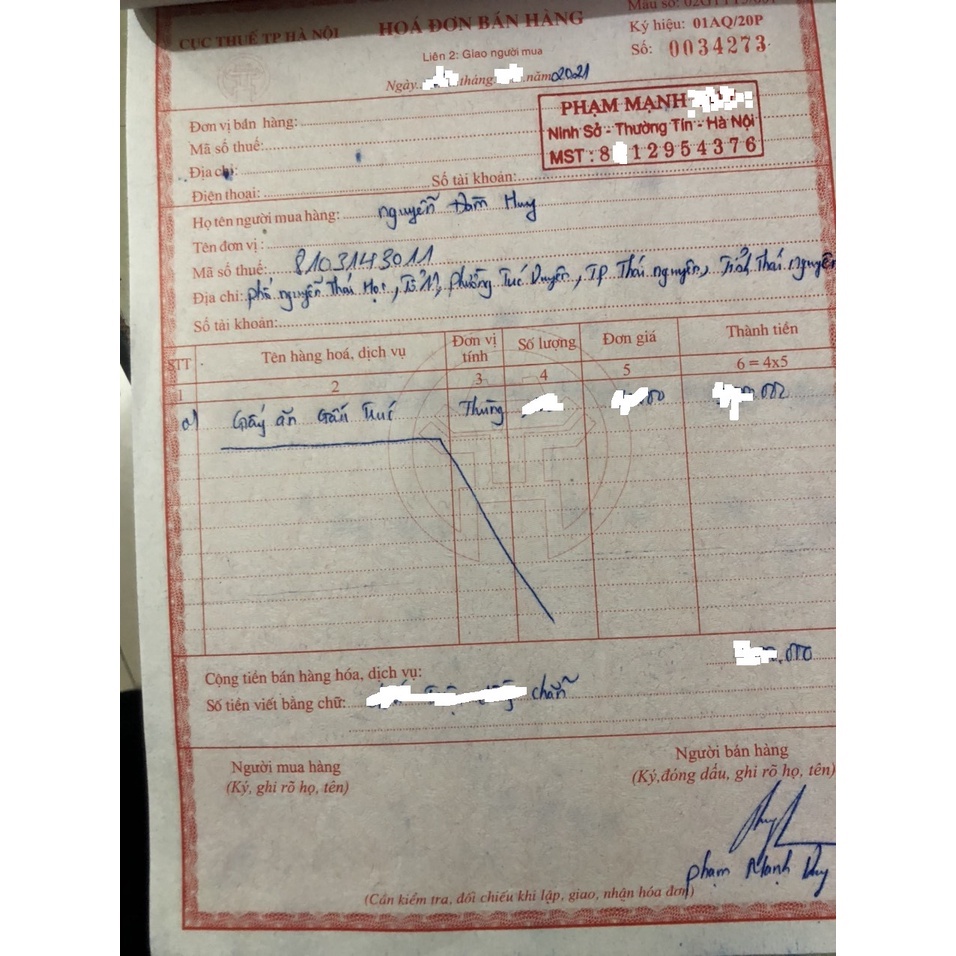 CỤC THUẾ TP HÀ NỘI
HOÁ ĐƠN BÁN HÀNG
Liên 2: Giao người mua
Ngày tháng năm 2021
Ký hiệu: 01AQ/20P
Số: 0034273
Đơn vị bán hàng:
Mã số thuế:
Địa chỉ:
Điện thoại: Số tài khoản:
PHẠM MẠNH
Ninh Sở - Thường Tín - Hà Nội
MST : 8 12954376
Họ tên người mua hàng: Nguyễn Đàm Huy
Tên đơn vị :
Mã số thuế: 8103143011
Địa chỉ: phố nguyễn Thái Học, Tổ 17, phường Túc Duyên, Tp Thái nguyên, Tỉnh Thái Nguyên
Số tài khoản:
STT Tên hàng hoá, dịch vụ Đơn vị tính Số lượng Đơn giá Thành tiền
1 2 3 4 5 6 = 4x5
Giấy ăn Gấu Trúc Thùng
Cộng tiền bán hàng hóa, dịch vụ: .000
Số tiền viết bằng chữ: chẵn
Người mua hàng
(Ký, ghi rõ họ, tên)
Người bán hàng
(Ký,đóng dấu, ghi rõ họ, tên)
phạm Mạnh Duy
(Cần kiểm tra, đối chiếu khi lập, giao, nhận hóa đơn)